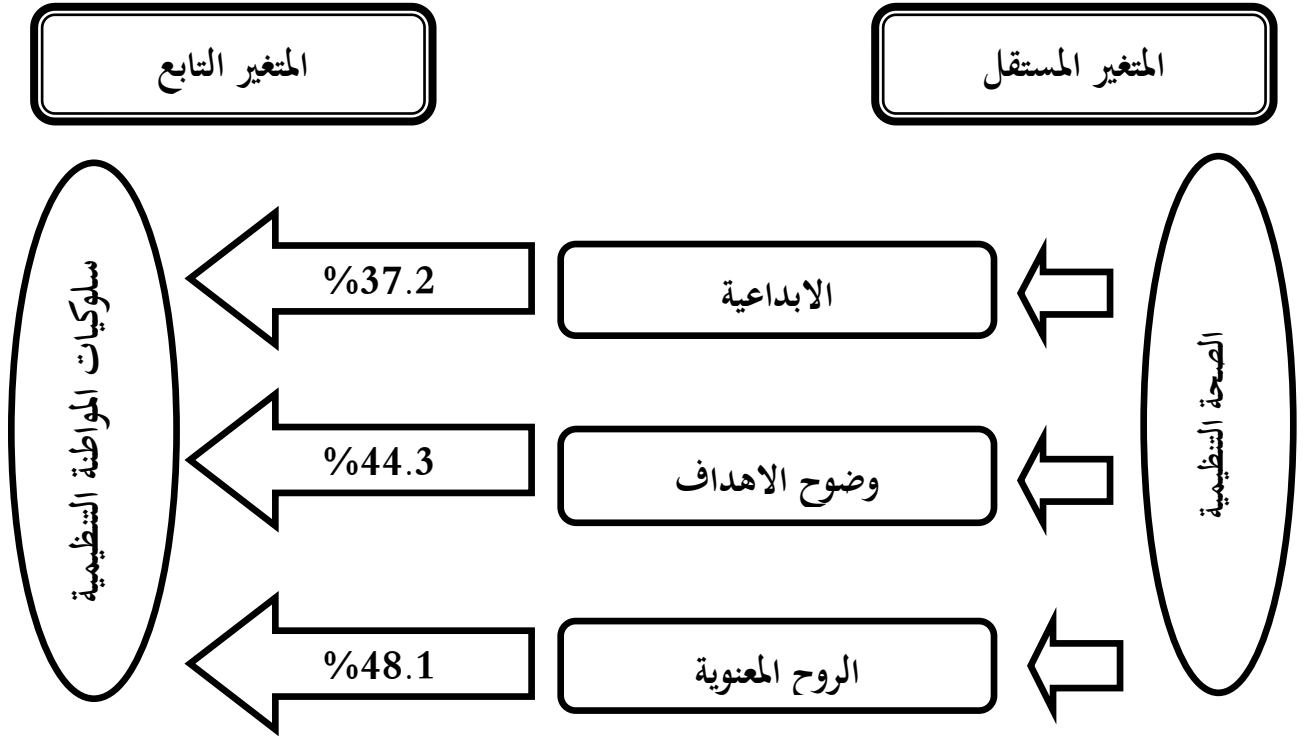 المتغير المستقل
المتغير التابع
الصحة التنظيمية
الابداعية
%37.2
وضوح الاهداف
%44.3
الروح المعنوية
%48.1
سلوكيات المواطنة التنظيمية